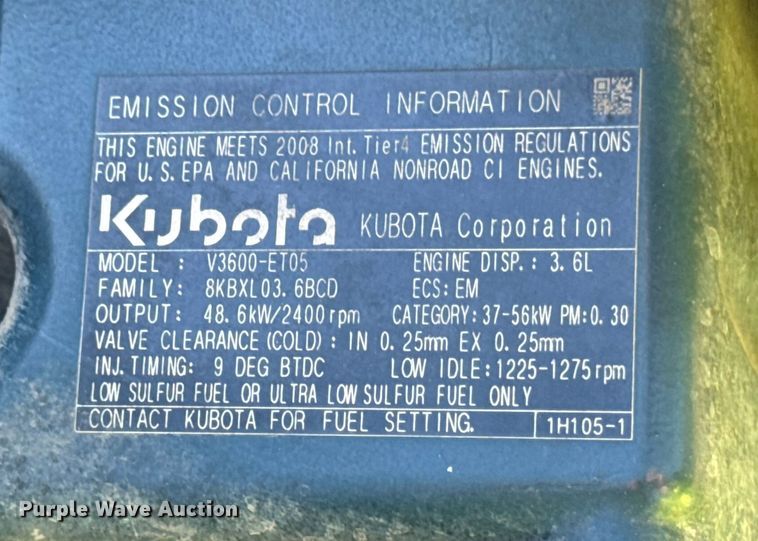 EMISSION CONTROL INFORMATION
THIS ENGINE MEETS 2008 Int. Tier4 EMISSION REGULATIONS
FOR U.S. EPA AND CALIFORNIA NONROAD CI ENGINES.
Kubota KUBOTA Corporation
MODEL : V3600-ET05 ENGINE DISP.: 3.6L
FAMILY: 8KBXL03.6BCD ECS: EM
OUTPUT: 48.6kW/2400rpm CATEGORY: 37-56kW PM:0.30
VALVE CLEARANCE (COLD) : IN 0.25mm EX 0.25mm
INJ. TIMING: 9 DEG BTDC LOW IDLE:1225-1275rpm
LOW SULFUR FUEL OR ULTRA LOW SULFUR FUEL ONLY
CONTACT KUBOTA FOR FUEL SETTING. 1H105-1
Purple Wave Auction